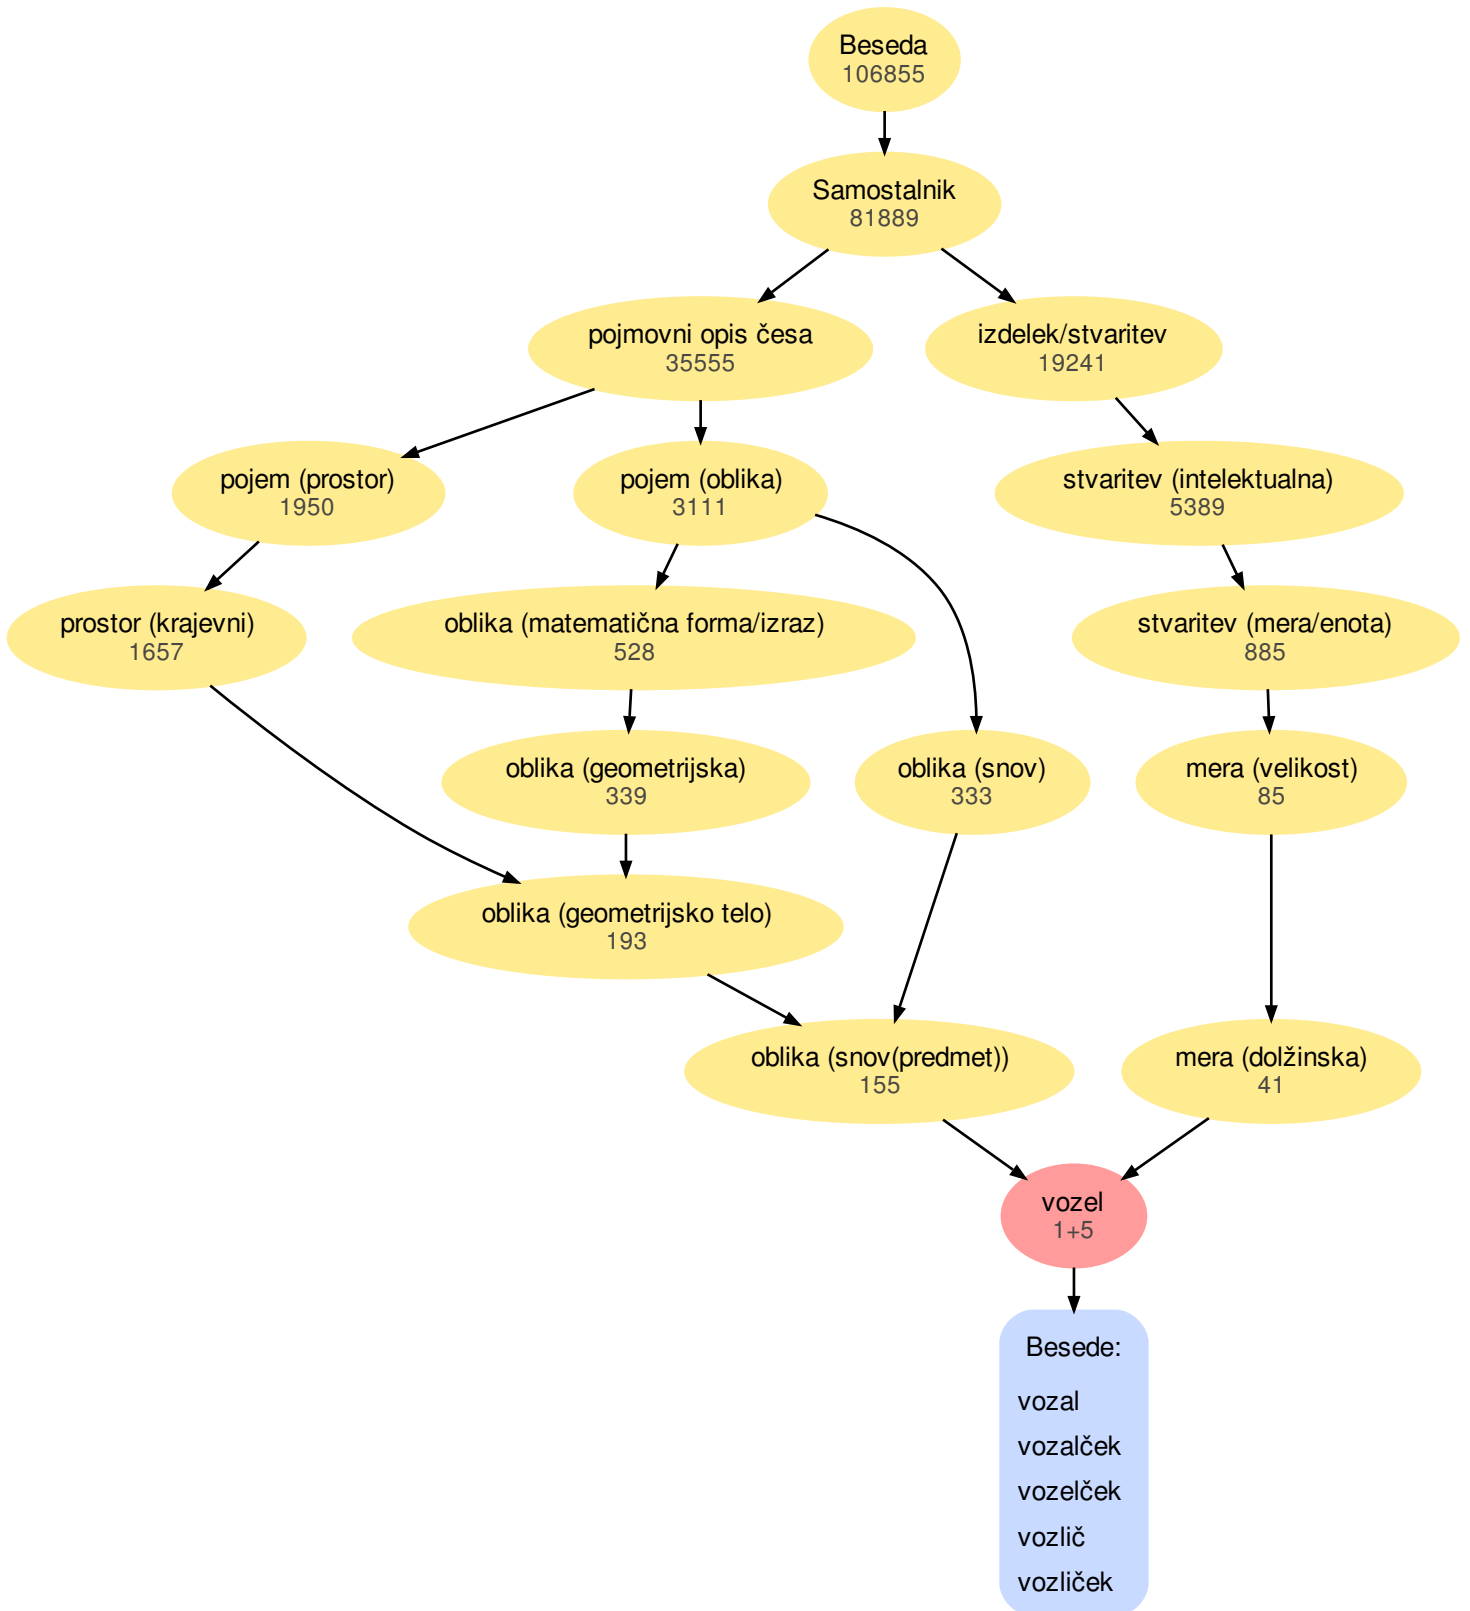 Beseda
106855
Samostalnik
81889
pojmovni opis česa
35555
izdelek/stvaritev
19241
pojem (prostor)
1950
pojem (oblika)
3111
stvaritev (intelektualna)
5389
prostor (krajevni)
1657
oblika (matematična forma/izraz)
528
stvaritev (mera/enota)
885
oblika (geometrijska)
339
oblika (snov)
333
mera (velikost)
85
oblika (geometrijsko telo)
193
oblika (snov(predmet))
155
mera (dolžinska)
41
vozel
1+5
Besede:
vozal
vozalček
vozelček
vozlič
vozliček